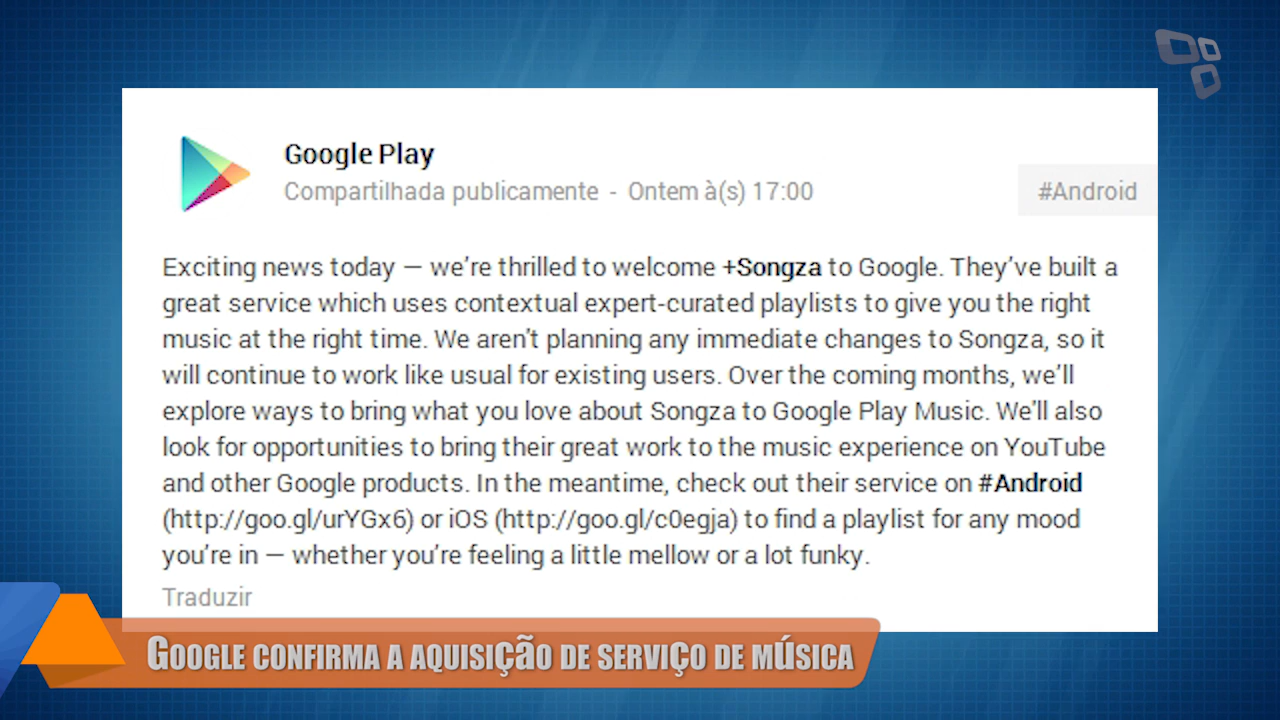 Google Play
Compartilhada publicamente - Ontem à(s) 17:00
#Android
Exciting news today — we're thrilled to welcome +Songza to Google. They've built a
great service which uses contextual expert-curated playlists to give you the right
music at the right time. We aren't planning any immediate changes to Songza, so it
will continue to work like usual for existing users. Over the coming months, we'll
explore ways to bring what you love about Songza to Google Play Music. We'll also
look for opportunities to bring their great work to the music experience on YouTube
and other Google products. In the meantime, check out their service on #Android
(http://goo.gl/urYGx6) or iOS (http://goo.gl/c0egja) to find a playlist for any mood
you're in — whether you're feeling a little mellow or a lot funky.
Traduzir
GOOGLE CONFIRMA A AQUISIÇÃO DE SERVIÇO DE MÚSICA